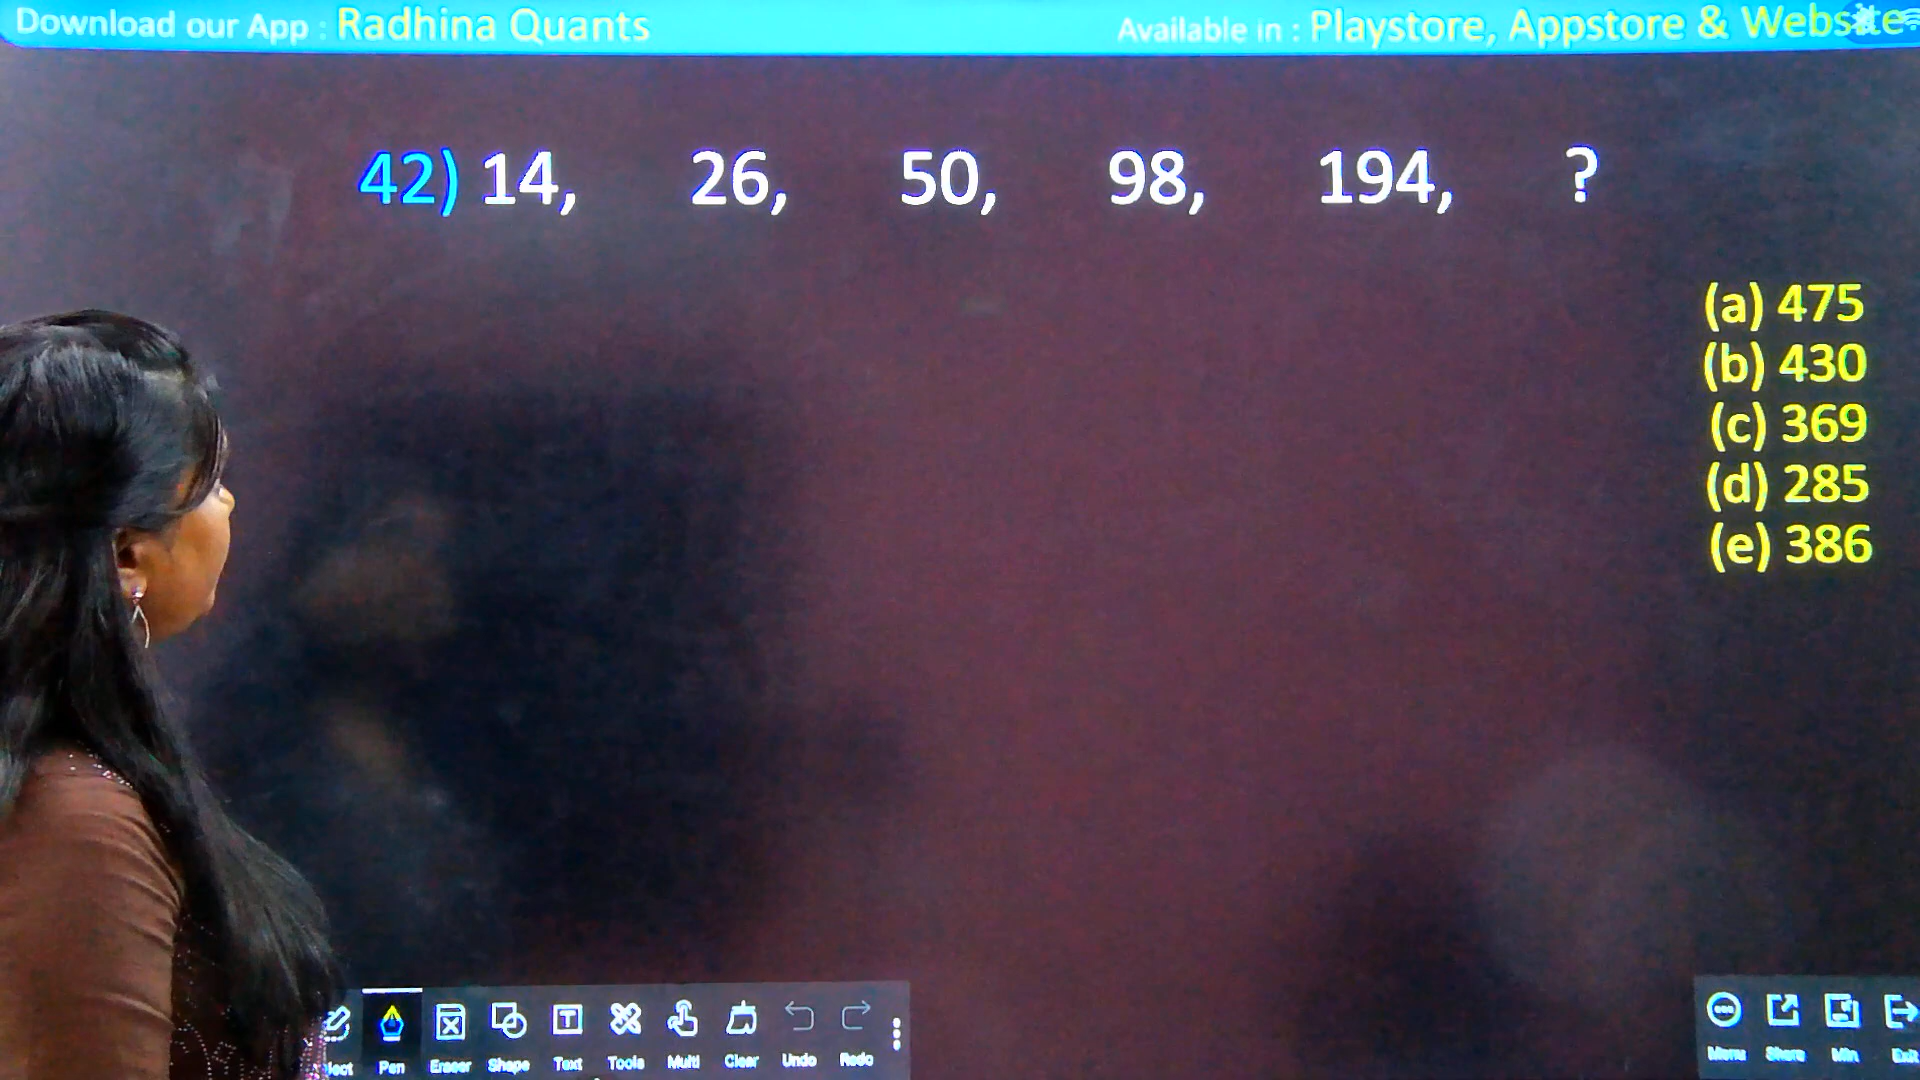 Download our App : Radhina Quants
Available in : Playstore, Appstore & Website
42) 14, 26, 50, 98, 194, ?
(a) 475
(b) 430
(c) 369
(d) 285
(e) 386
Pen Eraser Shape Text Tools Multi Clear Undo Redo
Menu Share Min Exit